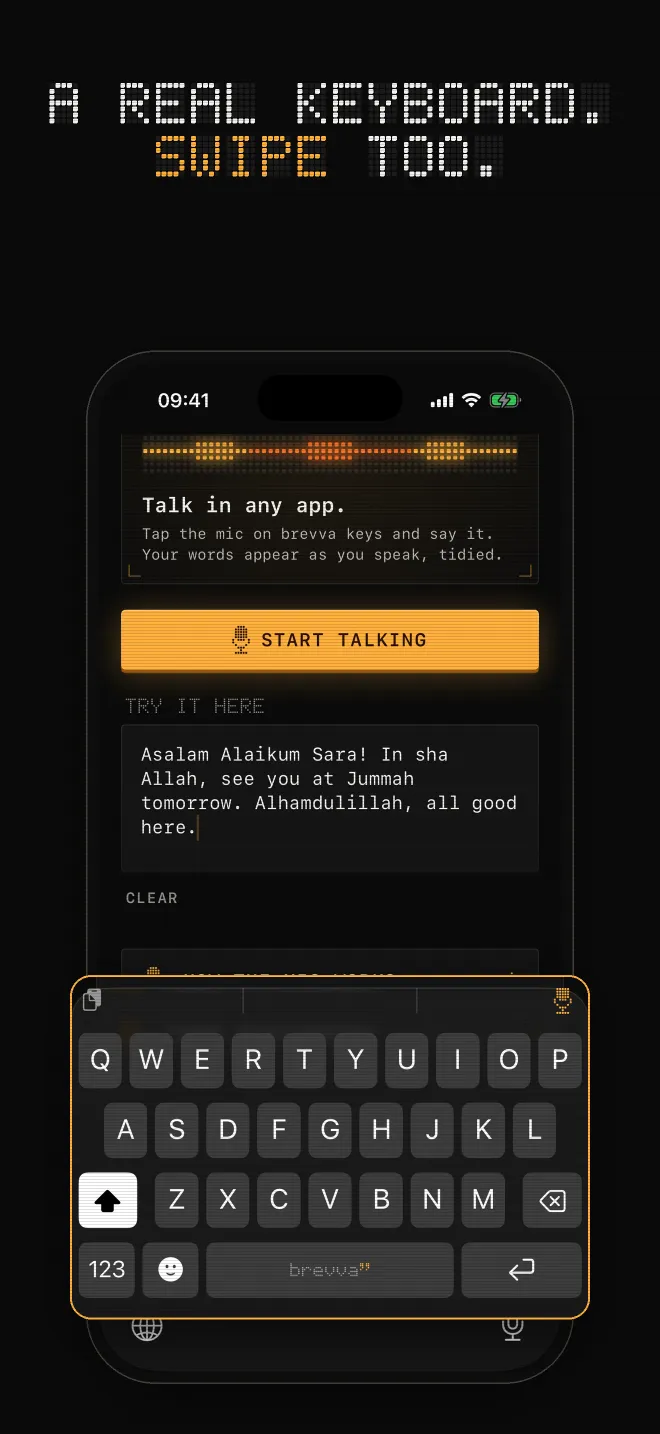 A REAL KEYBOARD.
SWIPE TOO.
09:41
Talk in any app.
Tap the mic on brevva keys and say it.
Your words appear as you speak, tidied.
START TALKING
TRY IT HERE
Asalam Alaikum Sara! In sha
Allah, see you at Jummah
tomorrow. Alhamdulillah, all good
here.
CLEAR
Q W E R T Y U I O P
A S D F G H J K L
Z X C V B N M
123 brevva"